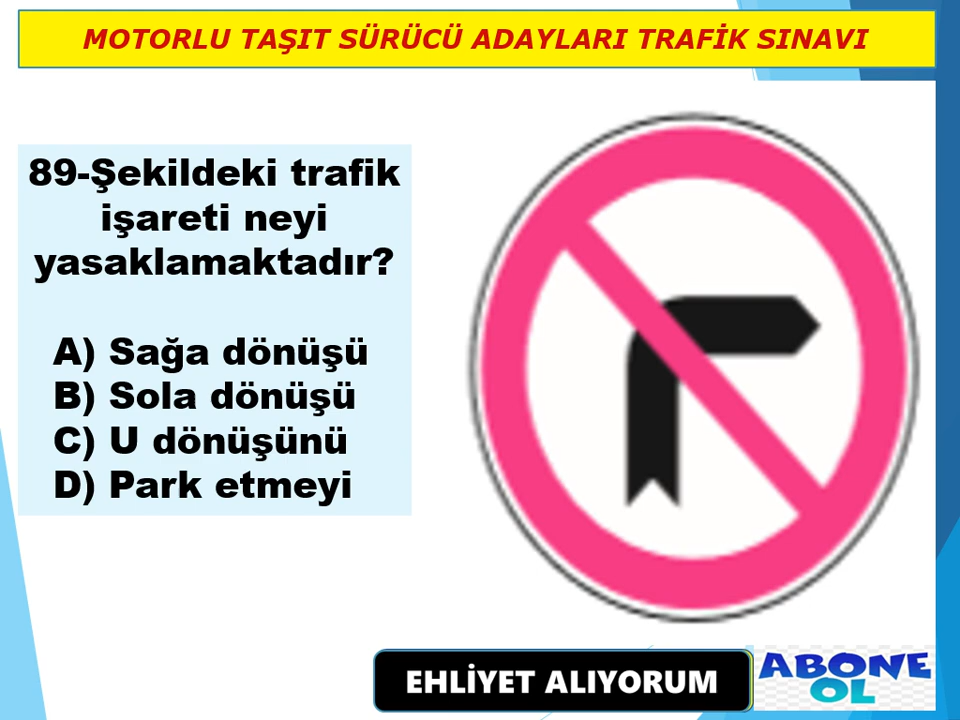 MOTORLU TAŞIT SÜRÜCÜ ADAYLARI TRAFİK SINAVI
89-Şekildeki trafik
işareti neyi
yasaklamaktadır?
A) Sağa dönüşü
B) Sola dönüşü
C) U dönüşünü
D) Park etmeyi
EHLİYET ALIYORUM
ABONE
OL